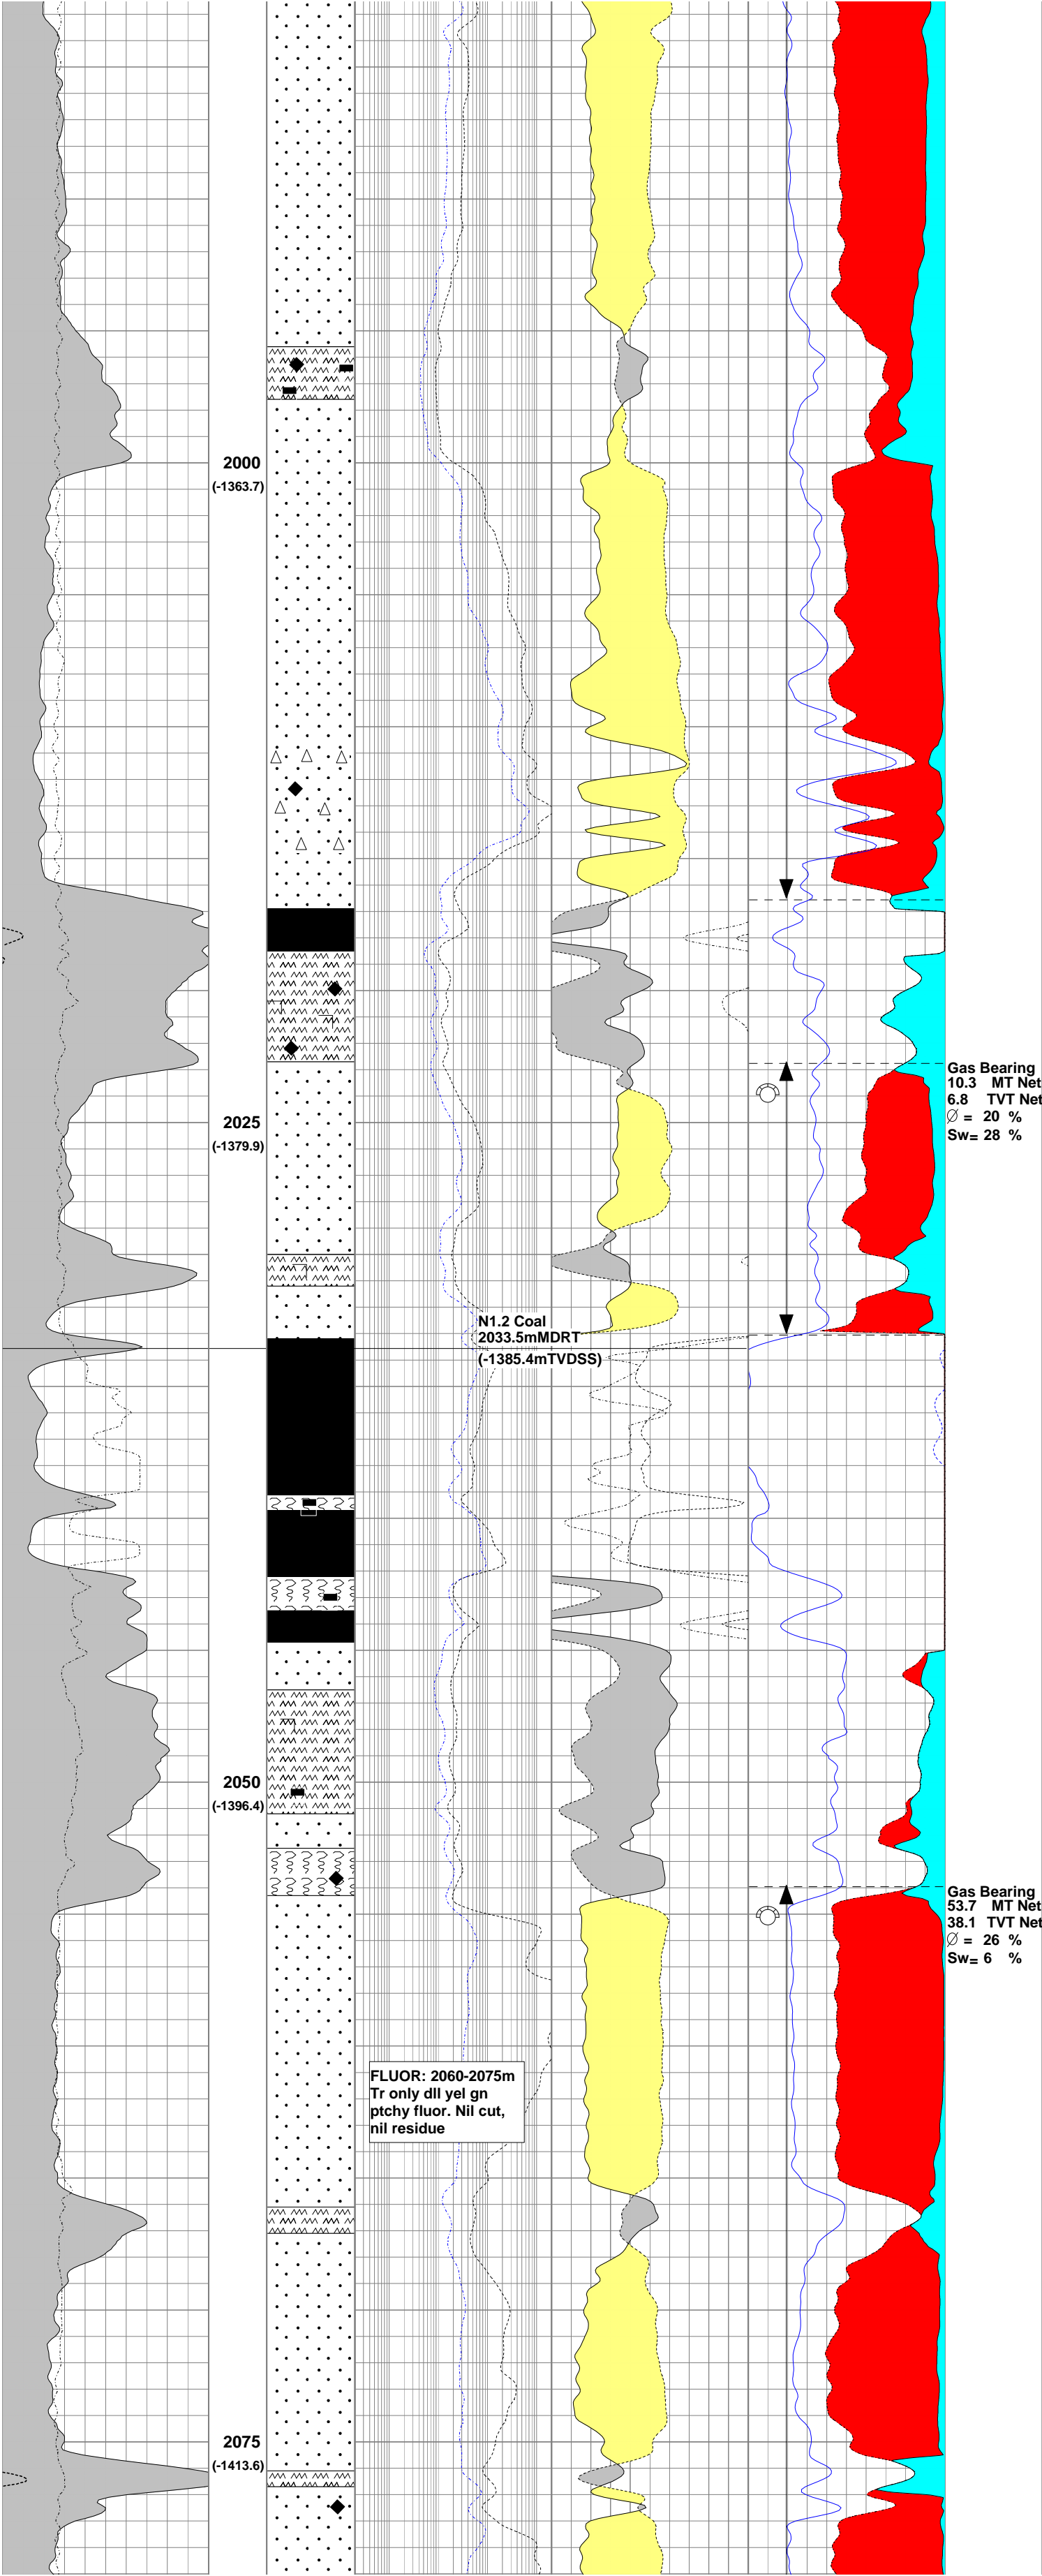 2000
(-1363.7)
Gas Bearing
10.3 MT Net
6.8 TVT Net
Ø = 20 %
Sw= 28 %
2025
(-1379.9)
N1.2 Coal
2033.5mMDRT
(-1385.4mTVDSS)
2050
(-1396.4)
Gas Bearing
53.7 MT Net
38.1 TVT Net
Ø = 26 %
Sw= 6 %
FLUOR: 2060-2075m
Tr only dll yel gn
ptchy fluor. Nil cut,
nil residue
2075
(-1413.6)